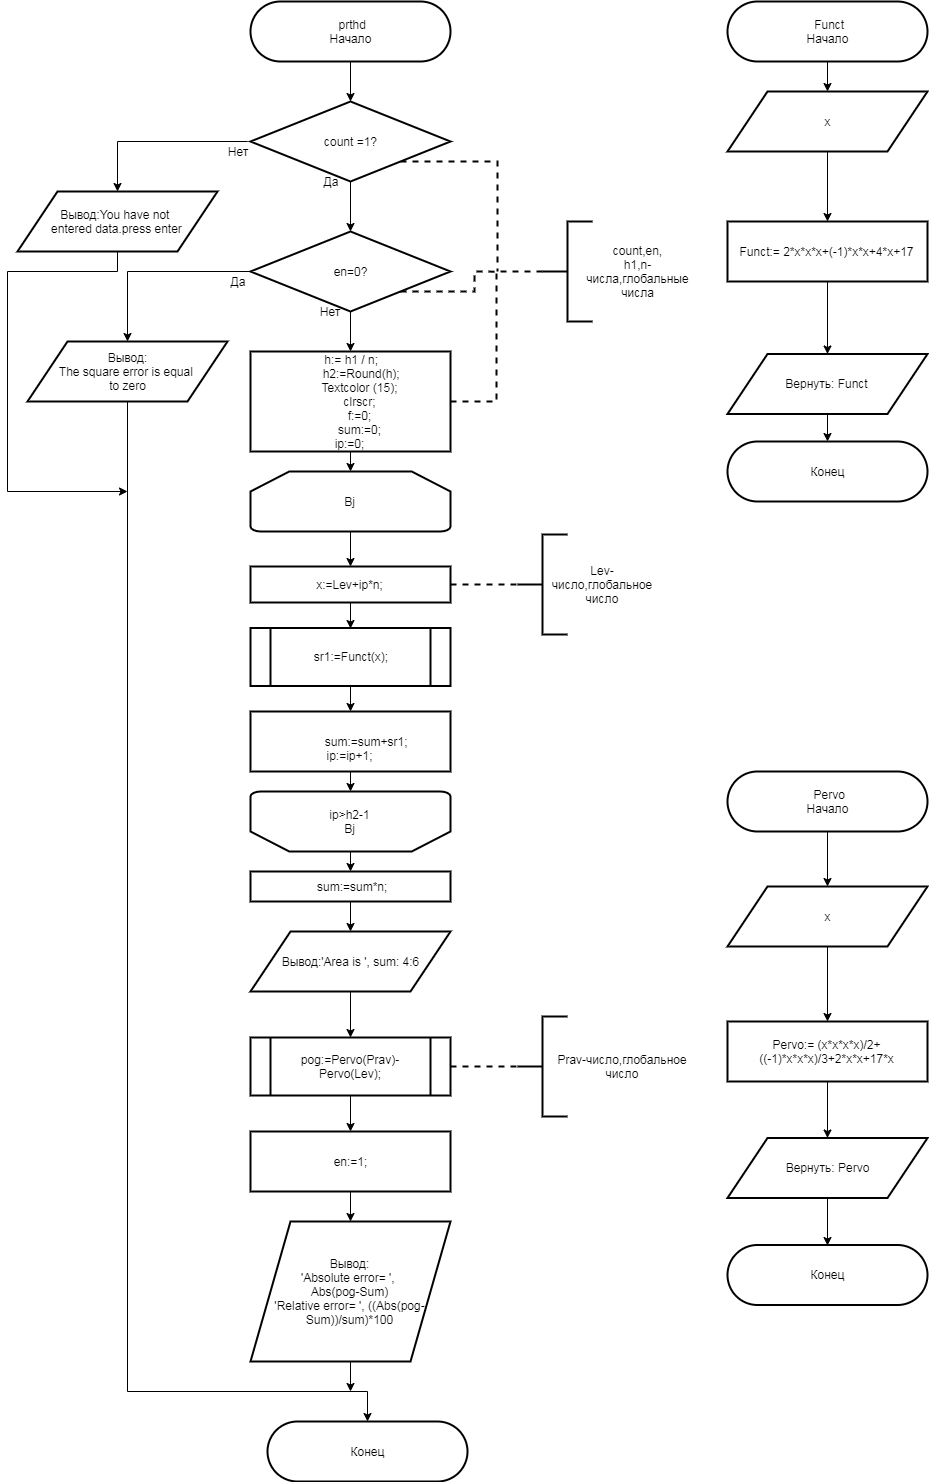 prthd
Начало
count =1?
Нет
Да
Вывод:You have not
entered data.press enter
en=0?
Да
Нет
Вывод:
The square error is equal
to zero
count,en,
h1,n-
числа,глобальные
числа
h:= h1 / n;
h2:=Round(h);
Textcolor (15);
clrscr;
f:=0;
sum:=0;
ip:=0;
Bj
x:=Lev+ip*n;
Lev-
число,глобальное
число
sr1:=Funct(x);
sum:=sum+sr1;
ip:=ip+1;
ip>h2-1
Bj
sum:=sum*n;
Вывод:'Area is ', sum: 4:6
pog:=Pervo(Prav)-
Pervo(Lev);
Prav-число,глобальное
число
en:=1;
Вывод:
'Absolute error= ',
Abs(pog-Sum)
'Relative error= ', ((Abs(pog-
Sum))/sum)*100
Конец
Funct
Начало
x
Funct:= 2*x*x*x+(-1)*x*x+4*x+17
Вернуть: Funct
Конец
Pervo
Начало
x
Pervo:= (x*x*x*x)/2+
((-1)*x*x*x)/3+2*x*x+17*x
Вернуть: Pervo
Конец